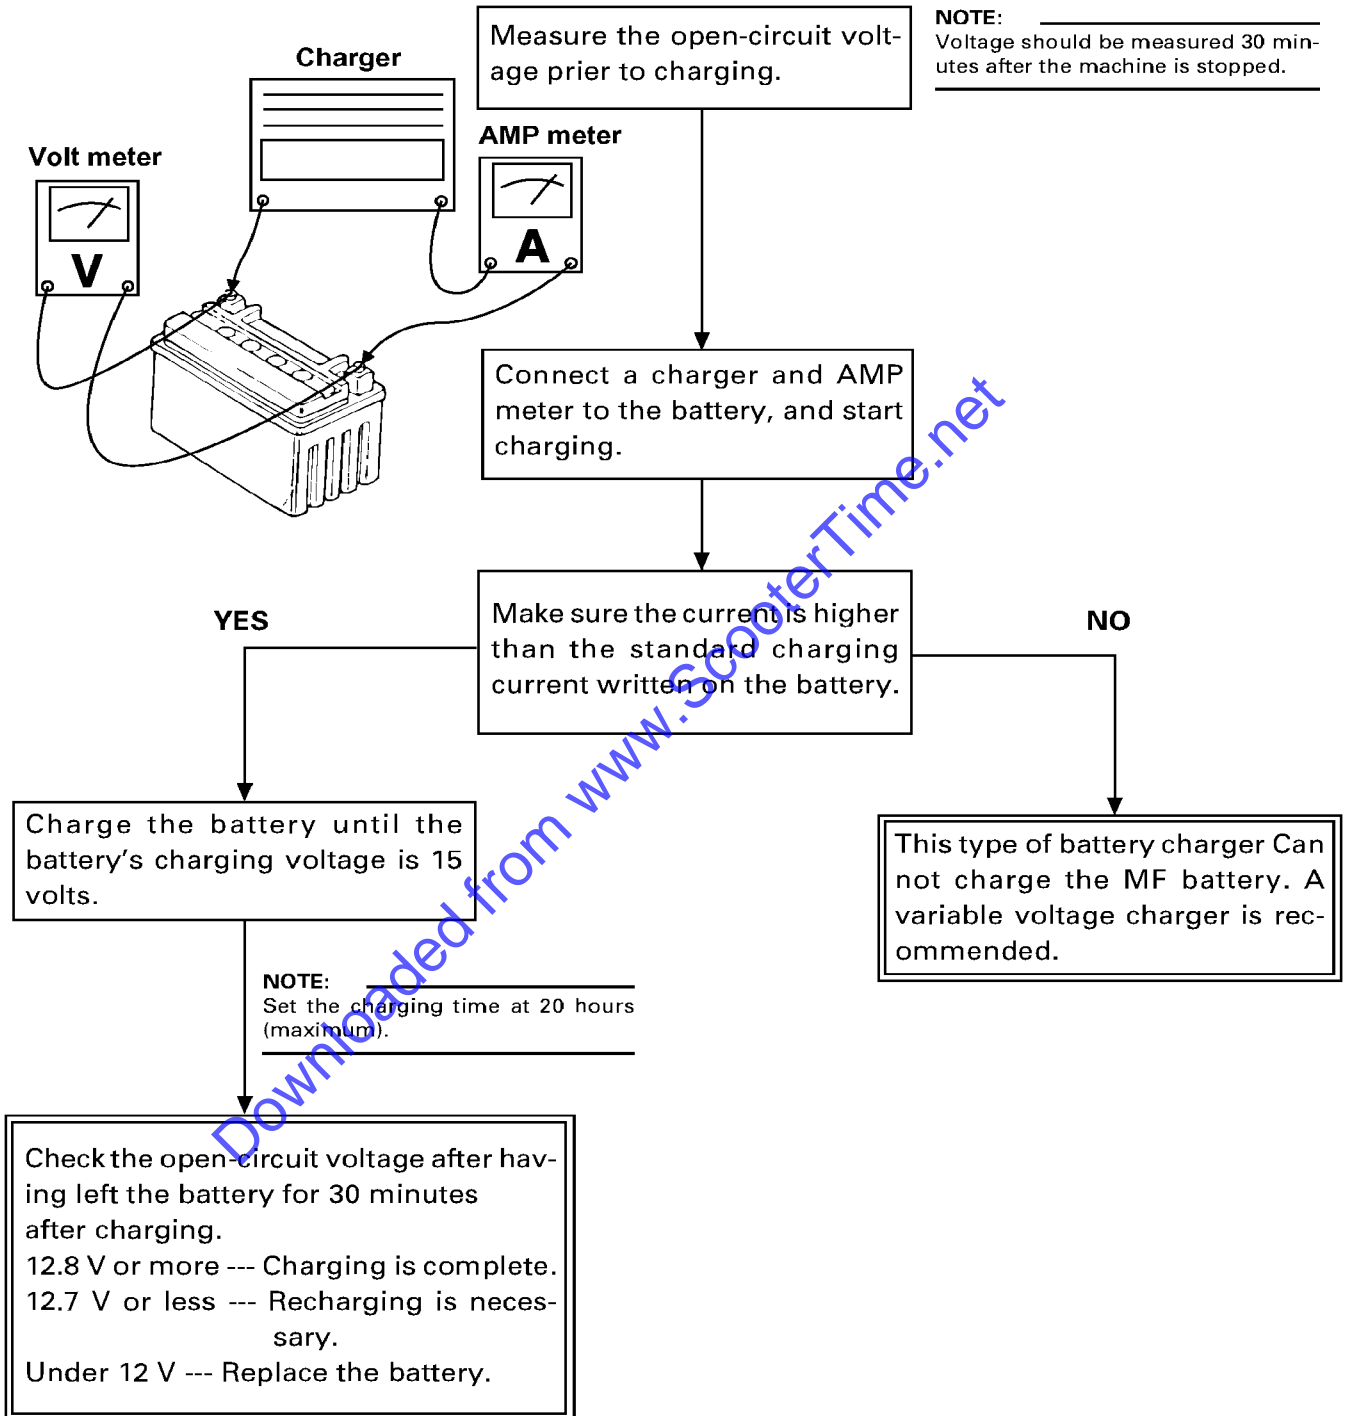 Measure the open-circuit volt-
age prier to charging.
NOTE:
Voltage should be measured 30 min-
utes after the machine is stopped.
Charger
AMP meter
Volt meter
V
A
Connect a charger and AMP
meter to the battery, and start
charging.
YES
Make sure the current is higher
than the standard charging
current written on the battery.
NO
Charge the battery until the
battery's charging voltage is 15
volts.
This type of battery charger Can
not charge the MF battery. A
variable voltage charger is rec-
ommended.
NOTE:
Set the charging time at 20 hours
(maximum).
Check the open-circuit voltage after hav-
ing left the battery for 30 minutes
after charging.
12.8 V or more --- Charging is complete.
12.7 V or less --- Recharging is neces-
sary.
Under 12 V --- Replace the battery.
Downloaded from www.ScooterTime.net